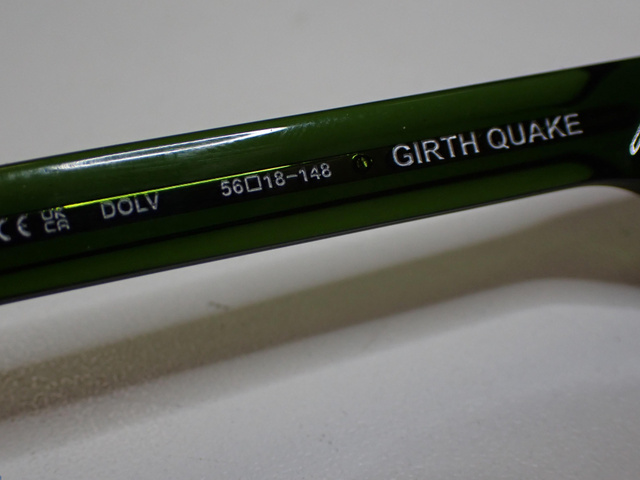 CE UK CA DOLV 56□18-148 GIRTH QUAKE